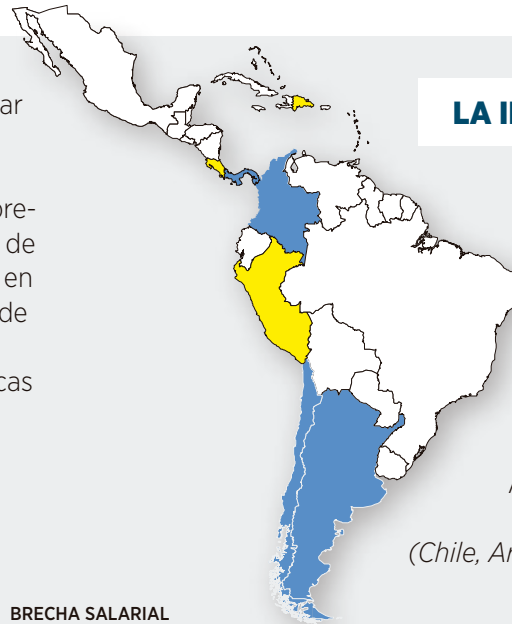 ar
LA I
pre-
de
en
de
cas
(Chile, Ar
BRECHA SALARIAL